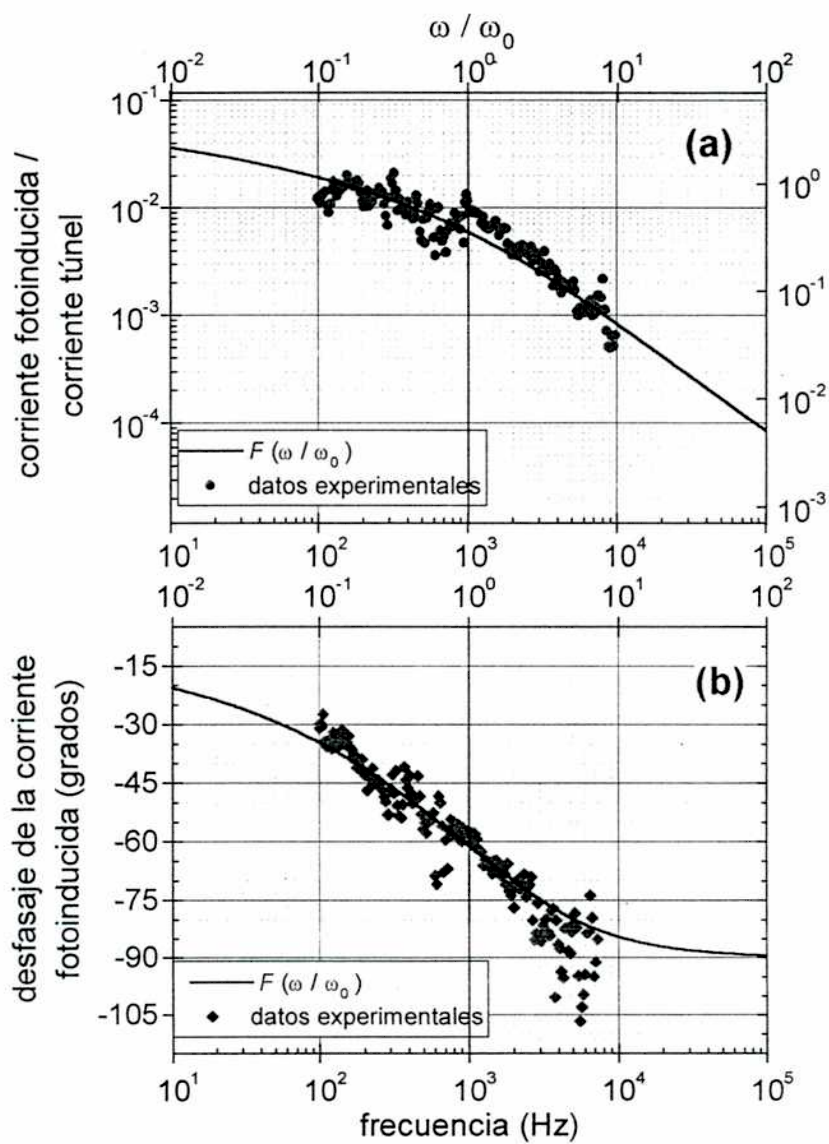 ω / ω₀
10⁻² 10⁻¹ 10⁰ 10¹ 10²
(a)
corriente fotoinducida /
corriente túnel
10⁻¹
10⁻²
10⁻³
10⁻⁴
10⁰
10⁻¹
10⁻²
10⁻³
F (ω / ω₀)
datos experimentales
10¹ 10² 10³ 10⁴ 10⁵
10⁻² 10⁻¹ 10⁰ 10¹ 10²
(b)
desfasaje de la corriente
fotoinducida (grados)
-15
-30
-45
-60
-75
-90
-105
F (ω / ω₀)
datos experimentales
10¹ 10² 10³ 10⁴ 10⁵
frecuencia (Hz)